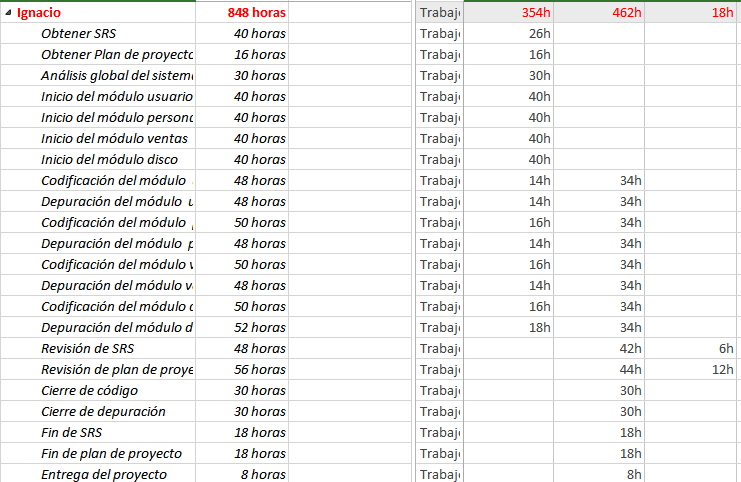 Ignacio 848 horas Trabaj 354h 462h 18h
Obtener SRS 40 horas Trabaj 26h
Obtener Plan de proyecto 16 horas Trabaj 16h
Análisis global del sistem 30 horas Trabaj 30h
Inicio del módulo usuario 40 horas Trabaj 40h
Inicio del módulo person 40 horas Trabaj 40h
Inicio del módulo ventas 40 horas Trabaj 40h
Inicio del módulo disco 40 horas Trabaj 40h
Codificación del módulo 48 horas Trabaj 14h 34h
Depuración del módulo u 48 horas Trabaj 14h 34h
Codificación del módulo 50 horas Trabaj 16h 34h
Depuración del módulo p 48 horas Trabaj 14h 34h
Codificación del módulo v 50 horas Trabaj 16h 34h
Depuración del módulo v 48 horas Trabaj 14h 34h
Codificación del módulo 50 horas Trabaj 16h 34h
Depuración del módulo d 52 horas Trabaj 18h 34h
Revisión de SRS 48 horas Trabaj 42h 6h
Revisión de plan de proye 56 horas Trabaj 44h 12h
Cierre de código 30 horas Trabaj 30h
Cierre de depuración 30 horas Trabaj 30h
Fin de SRS 18 horas Trabaj 18h
Fin de plan de proyecto 18 horas Trabaj 18h
Entrega del proyecto 8 horas Trabaj 8h